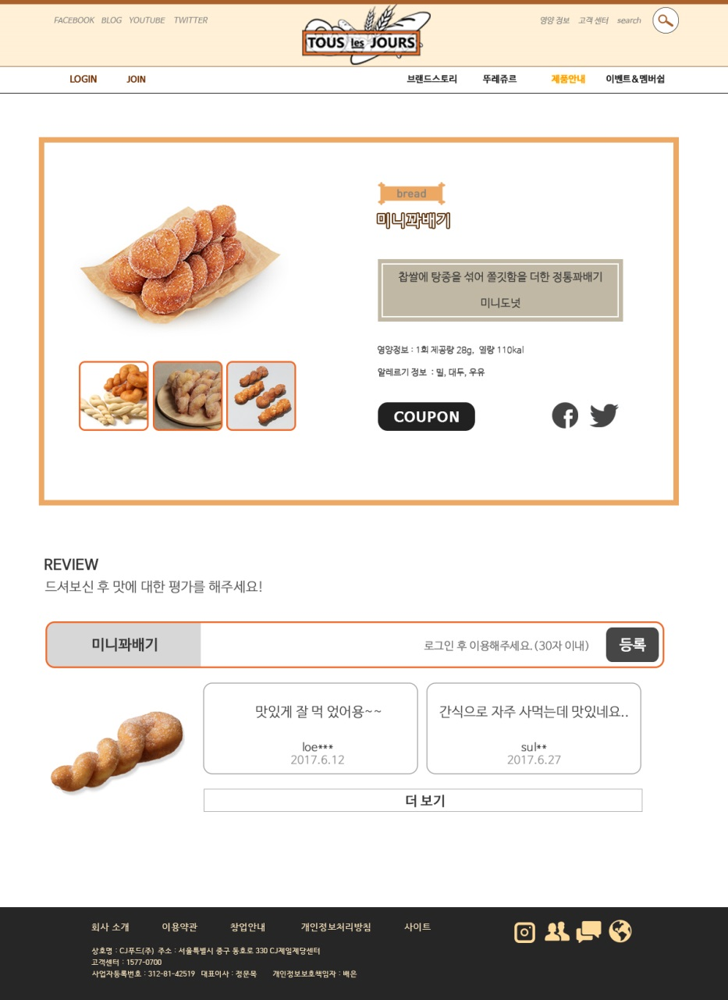 FACEBOOK BLOG YOUTUBE TWITTER
TOUS les JOURS
영양 정보 고객 센터 search
LOGIN JOIN
브랜드스토리 뚜레쥬르 제품안내 이벤트&멤버쉽
bread
미니꽈배기
찹쌀에 탕종을 섞어 쫄깃함을 더한 정통꽈배기
미니도넛
영양정보 : 1회 제공량 28g, 열량 110kal
알레르기 정보 : 밀, 대두, 우유
COUPON
REVIEW
드셔보신 후 맛에 대한 평가를 해주세요!
미니꽈배기 로그인 후 이용해주세요.(30자 이내) 등록
맛있게 잘 먹 었어용~~
loe***
2017.6.12
간식으로 자주 사먹는데 맛있네요..
sul**
2017.6.27
더 보기
회사 소개 이용약관 창업안내 개인정보처리방침 사이트
상호명 : CJ푸드(주) 주소 : 서울특별시 중구 동호로 330 CJ제일제당센터
고객센터 : 1577-0700
사업자등록번호 : 312-81-42519 대표이사 : 정문목 개인정보보호책임자 : 배은